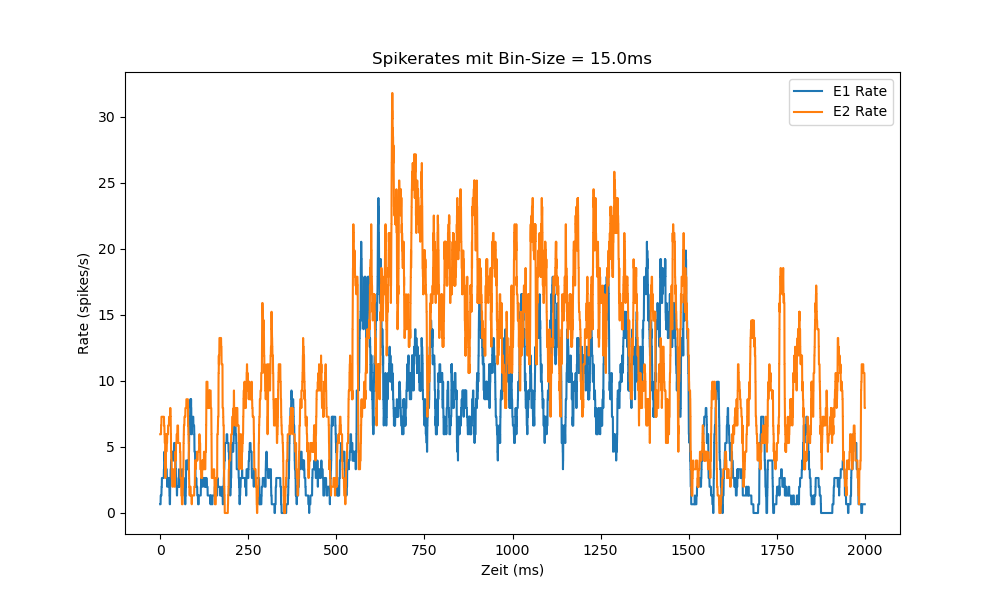 Spikerates mit Bin-Size = 15.0ms
E1 Rate
E2 Rate
Rate (spikes/s)
30
25
20
15
10
5
0
0 250 500 750 1000 1250 1500 1750 2000
Zeit (ms)